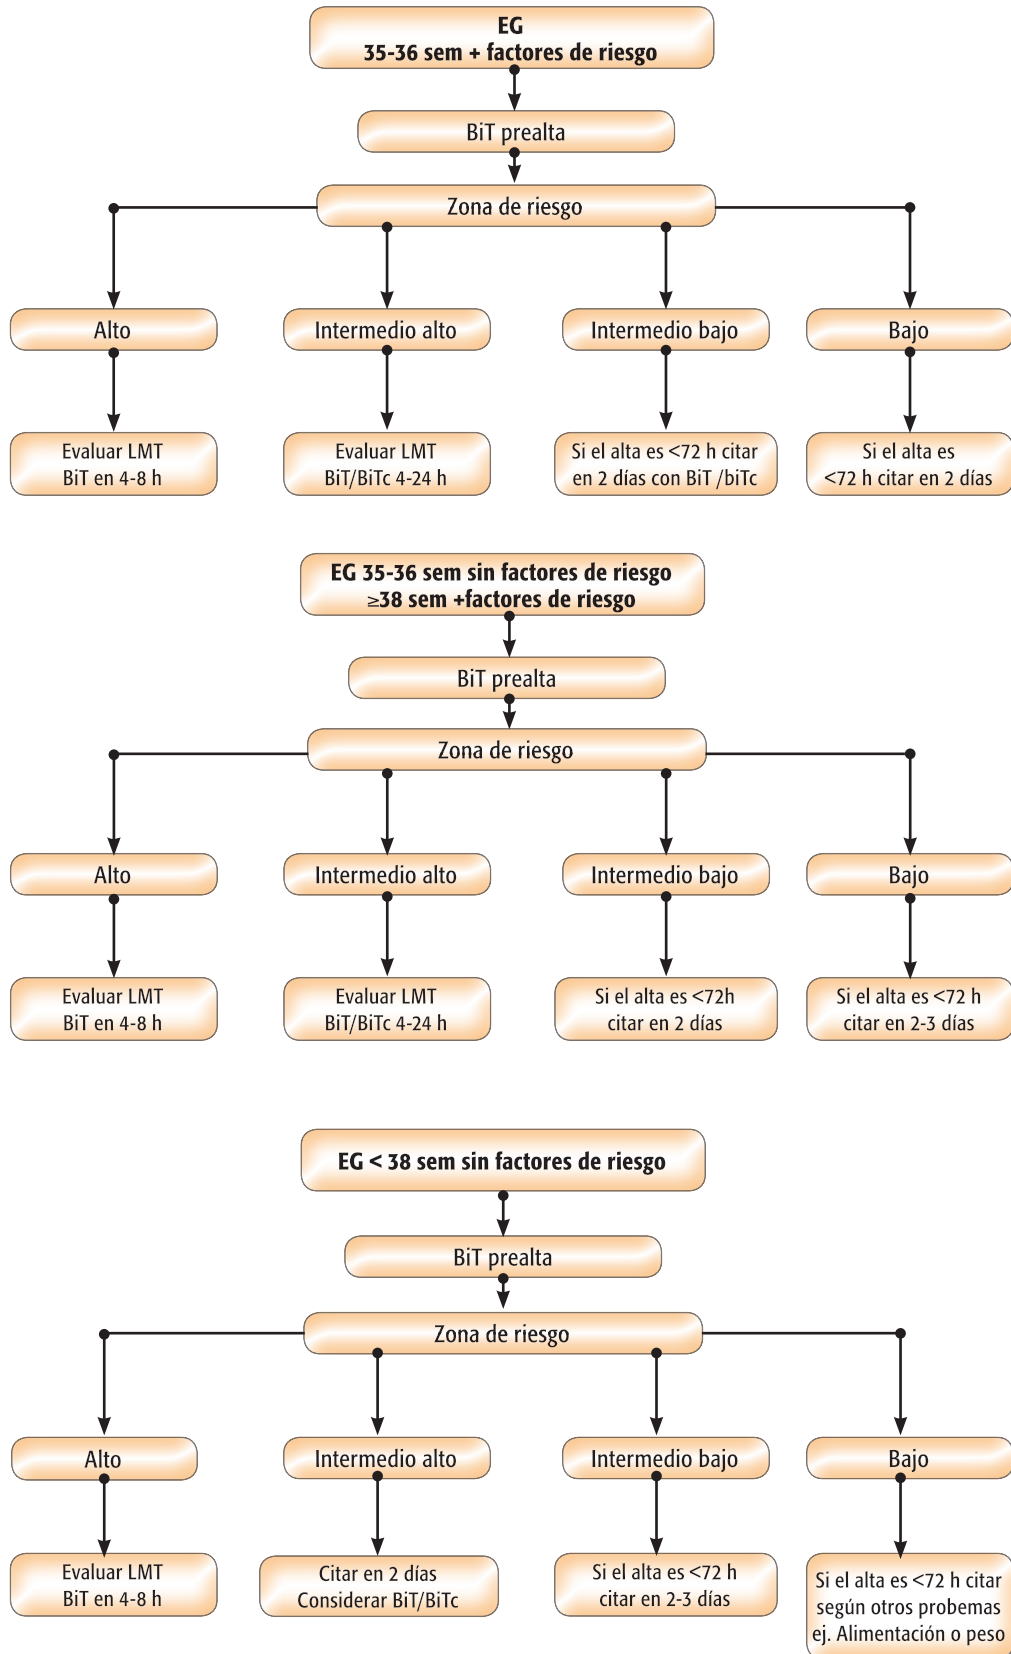 EG
35-36 sem + factores de riesgo
BiT prealta
Zona de riesgo
Alto
Intermedio alto
Intermedio bajo
Bajo
Evaluar LMT
BiT en 4-8 h
Evaluar LMT
BiT/BiTc 4-24 h
Si el alta es <72 h citar
en 2 días con BiT /biTc
Si el alta es
<72 h citar en 2 días
EG 35-36 sem sin factores de riesgo
≥38 sem +factores de riesgo
BiT prealta
Zona de riesgo
Alto
Intermedio alto
Intermedio bajo
Bajo
Evaluar LMT
BiT en 4-8 h
Evaluar LMT
BiT/BiTc 4-24 h
Si el alta es <72h
citar en 2 días
Si el alta es <72 h
citar en 2-3 días
EG < 38 sem sin factores de riesgo
BiT prealta
Zona de riesgo
Alto
Intermedio alto
Intermedio bajo
Bajo
Evaluar LMT
BiT en 4-8 h
Citar en 2 días
Considerar BiT/BiTc
Si el alta es <72 h
citar en 2-3 días
Si el alta es <72 h citar
según otros probemas
ej. Alimentación o peso